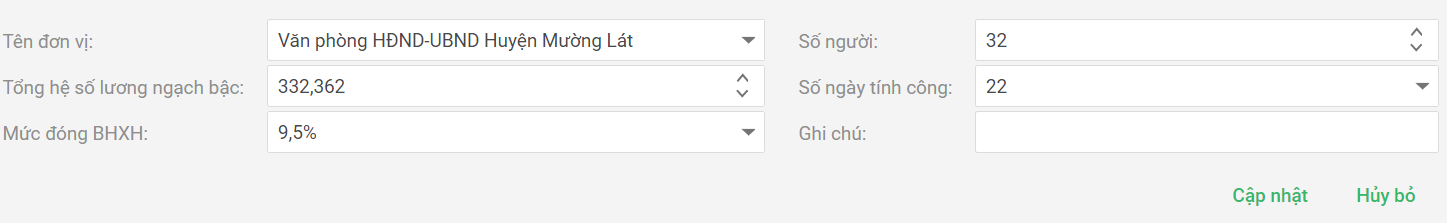 Tên đơn vị: Văn phòng HĐND-UBND Huyện Mường Lát Số người: 32
Tổng hệ số lương ngạch bậc: 332,362 Số ngày tính công: 22
Mức đóng BHXH: 9,5% Ghi chú:
Cập nhật Hủy bỏ